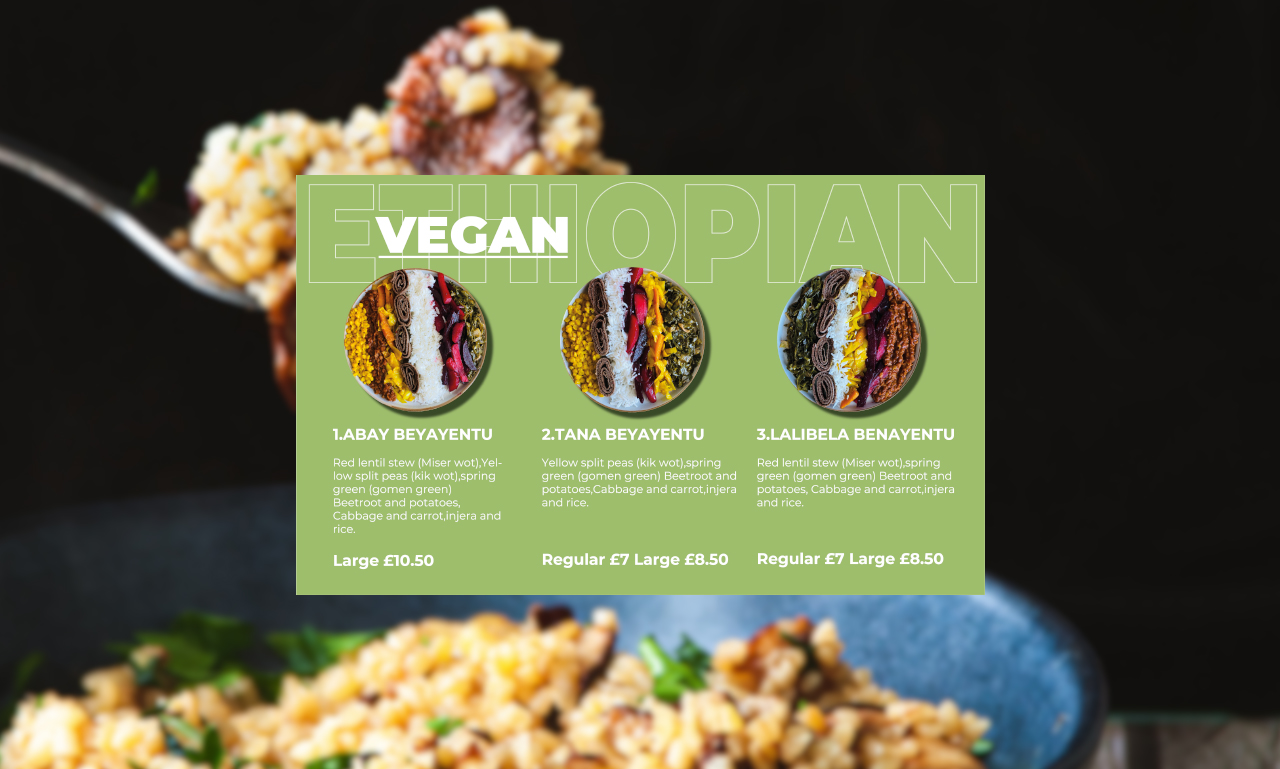 ETHIOPIAN
VEGAN
1.ABAY BEYAYENTU
Red lentil stew (Miser wot),Yel-
low split peas (kik wot),spring
green (gomen green)
Beetroot and potatoes,
Cabbage and carrot,injera and
rice.
Large £10.50
2.TANA BEYAYENTU
Yellow split peas (kik wot),spring
green (gomen green) Beetroot and
potatoes,Cabbage and carrot,injera
and rice.
Regular £7 Large £8.50
3.LALIBELA BENAYENTU
Red lentil stew (Miser wot),spring
green (gomen green) Beetroot and
potatoes, Cabbage and carrot,injera
and rice.
Regular £7 Large £8.50